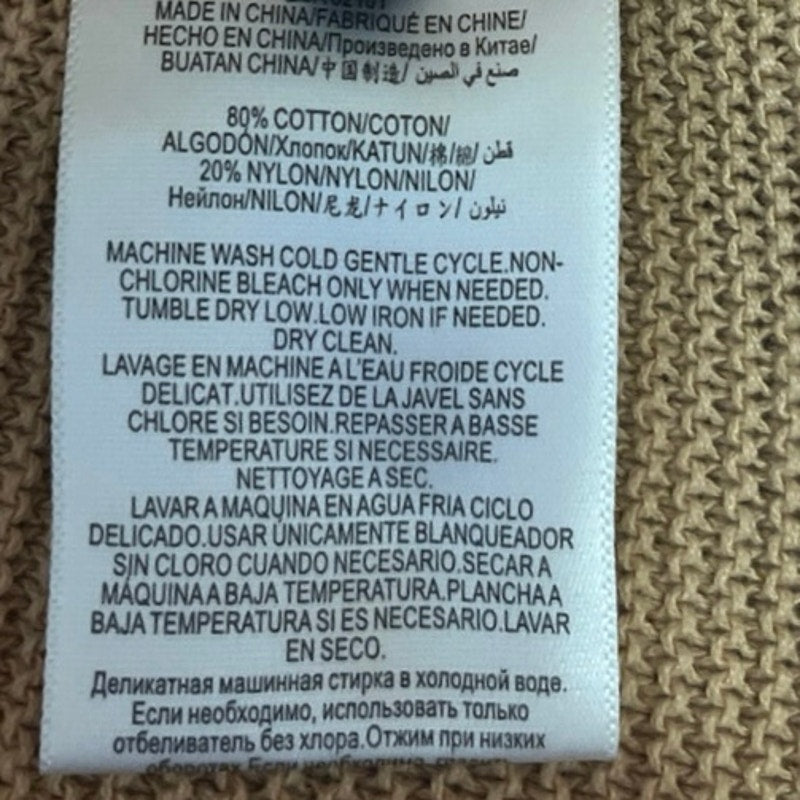 MADE IN CHINA/FABRIQUÉ EN CHINE/
HECHO EN CHINA/Произведено в Китае/
BUATAN CHINA/中国制造/ صنع في الصين
80% COTTON/COTON/
ALGODÓN/Хлопок/KATUN/棉/綿/ قطن
20% NYLON/NYLON/NILON/
Нейлон/NILON/尼龙/ナイロン/ نيلون
MACHINE WASH COLD GENTLE CYCLE.NON-
CHLORINE BLEACH ONLY WHEN NEEDED.
TUMBLE DRY LOW.LOW IRON IF NEEDED.
DRY CLEAN.
LAVAGE EN MACHINE A L'EAU FROIDE CYCLE
DELICAT.UTILISEZ DE LA JAVEL SANS
CHLORE SI BESOIN.REPASSER A BASSE
TEMPERATURE SI NECESSAIRE.
NETTOYAGE A SEC.
LAVAR A MAQUINA EN AGUA FRIA CICLO
DELICADO.USAR ÚNICAMENTE BLANQUEADOR
SIN CLORO CUANDO NECESARIO.SECAR A
MÁQUINA A BAJA TEMPERATURA.PLANCHA A
BAJA TEMPERATURA SI ES NECESARIO.LAVAR
EN SECO.
Деликатная машинная стирка в холодной воде.
Если необходимо, использовать только
отбеливатель без хлора.Отжим при низких
оборотах.Если необходимо,